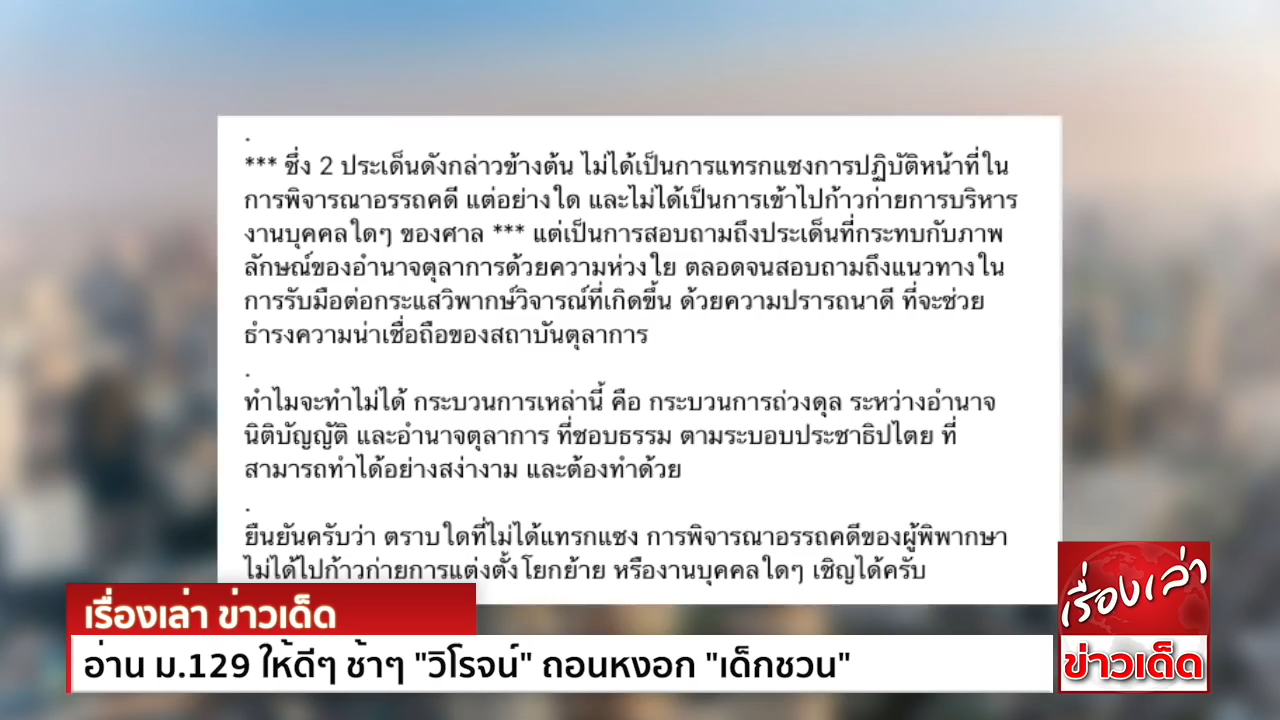 .
*** ซึ่ง 2 ประเด็นดังกล่าวข้างต้น ไม่ได้เป็นการแทรกแซงการปฏิบัติหน้าที่ใน
การพิจารณาอรรถคดี แต่อย่างใด และไม่ได้เป็นการเข้าไปก้าวก่ายการบริหาร
งานบุคคลใดๆ ของศาล *** แต่เป็นการสอบถามถึงประเด็นที่กระทบกับภาพ
ลักษณ์ของอำนาจตุลาการด้วยความห่วงใย ตลอดจนสอบถามถึงแนวทางใน
การรับมือต่อกระแสวิพากษ์วิจารณ์ที่เกิดขึ้น ด้วยความปรารถนาดี ที่จะช่วย
ธำรงความน่าเชื่อถือของสถาบันตุลาการ
.
ทำไมจะทำไม่ได้ กระบวนการเหล่านี้ คือ กระบวนการถ่วงดุล ระหว่างอำนาจ
นิติบัญญัติ และอำนาจตุลาการ ที่ชอบธรรม ตามระบอบประชาธิปไตย ที่
สามารถทำได้อย่างสง่างาม และต้องทำด้วย
.
ยืนยันครับว่า ตราบใดที่ไม่ได้แทรกแซง การพิจารณาอรรถคดีของผู้พิพากษา
ไม่ได้ไปก้าวก่ายการแต่งตั้งโยกย้าย หรืองานบุคคลใดๆ เชิญได้ครับ
เรื่องเล่า ข่าวเด็ด
อ่าน ม.129 ให้ดีๆ ช้าๆ "วิโรจน์" ถอนหงอก "เด็กชวน"
เรื่องเล่า
ข่าวเด็ด